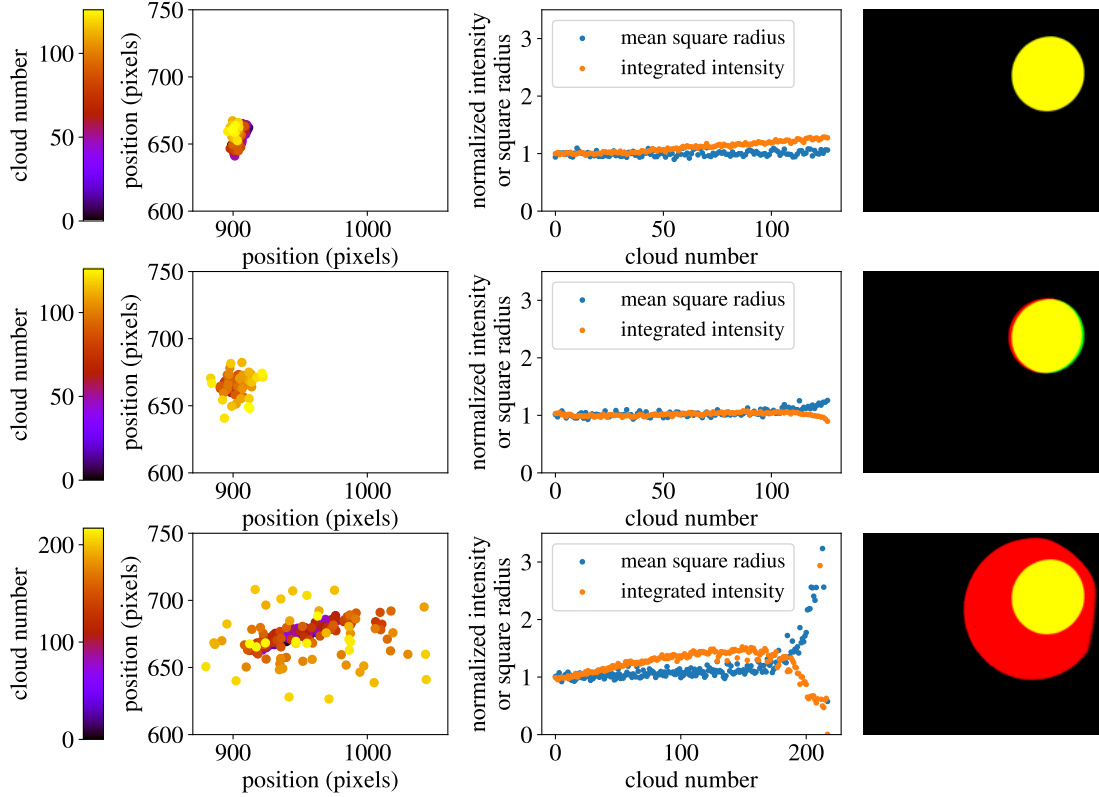 cloud number
100
50
0
position (pixels)
750
700
650
600
900
1000
position (pixels)
normalized intensity
or square radius
3
2
1
0
mean square radius
integrated intensity
0
50
100
cloud number
cloud number
100
50
0
position (pixels)
750
700
650
600
900
1000
position (pixels)
normalized intensity
or square radius
3
2
1
0
mean square radius
integrated intensity
0
50
100
cloud number
cloud number
200
100
0
position (pixels)
750
700
650
600
900
1000
position (pixels)
normalized intensity
or square radius
3
2
1
0
mean square radius
integrated intensity
0
100
200
cloud number